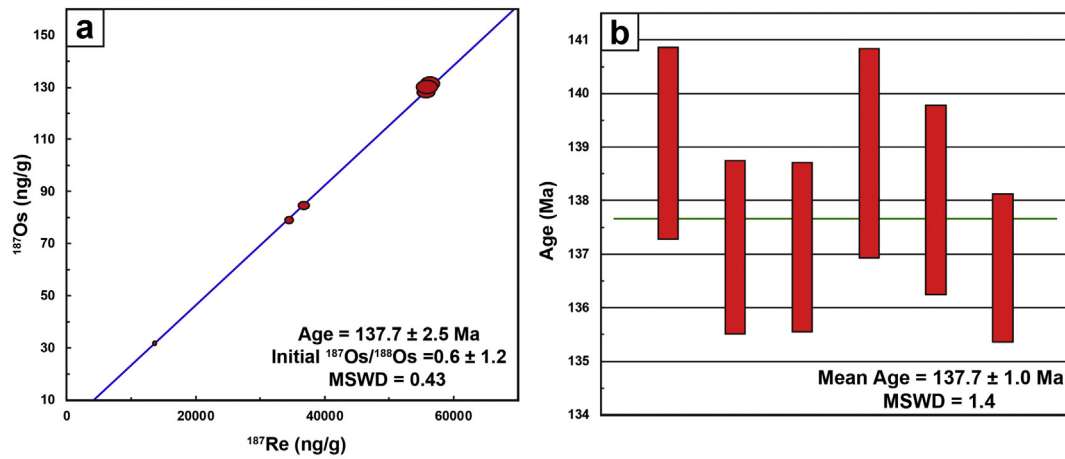 a
150
130
110
90
70
50
30
10
¹⁸⁷Os (ng/g)
0
20000
40000
60000
¹⁸⁷Re (ng/g)
Age = 137.7 ± 2.5 Ma
Initial ¹⁸⁷Os/¹⁸⁸Os =0.6 ± 1.2
MSWD = 0.43
b
141
140
139
138
137
136
135
134
Age (Ma)
Mean Age = 137.7 ± 1.0 Ma
MSWD = 1.4